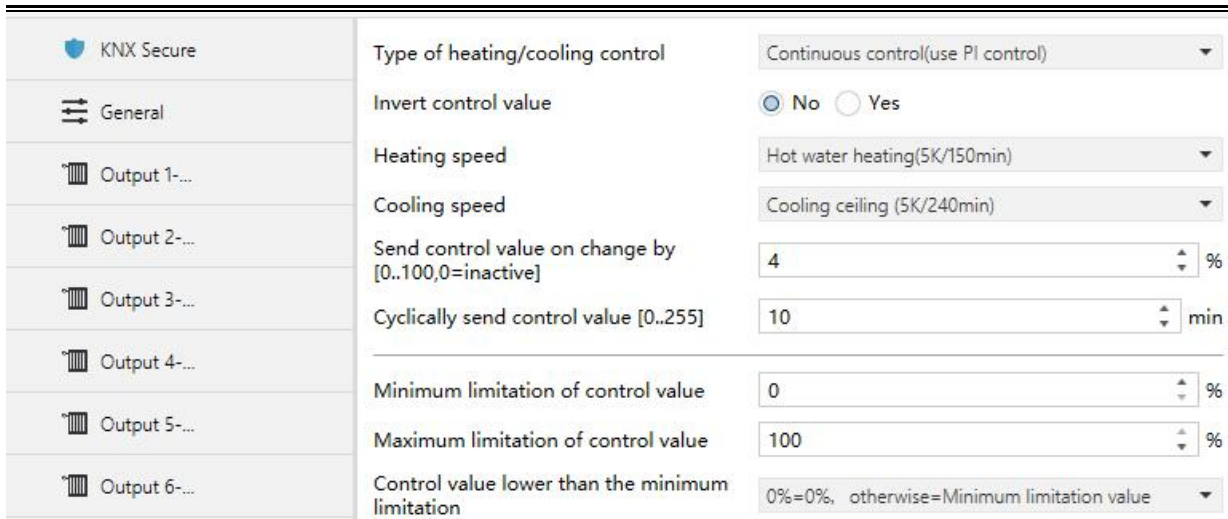 KNX Secure
General
Output 1-...
Output 2-...
Output 3-...
Output 4-...
Output 5-...
Output 6-...
Type of heating/cooling control
Continuous control(use PI control)
Invert control value
No
Yes
Heating speed
Hot water heating(5K/150min)
Cooling speed
Cooling ceiling (5K/240min)
Send control value on change by
[0..100,0=inactive]
4
%
Cyclically send control value [0..255]
10
min
Minimum limitation of control value
0
%
Maximum limitation of control value
100
%
Control value lower than the minimum
limitation
0%=0%, otherwise=Minimum limitation value